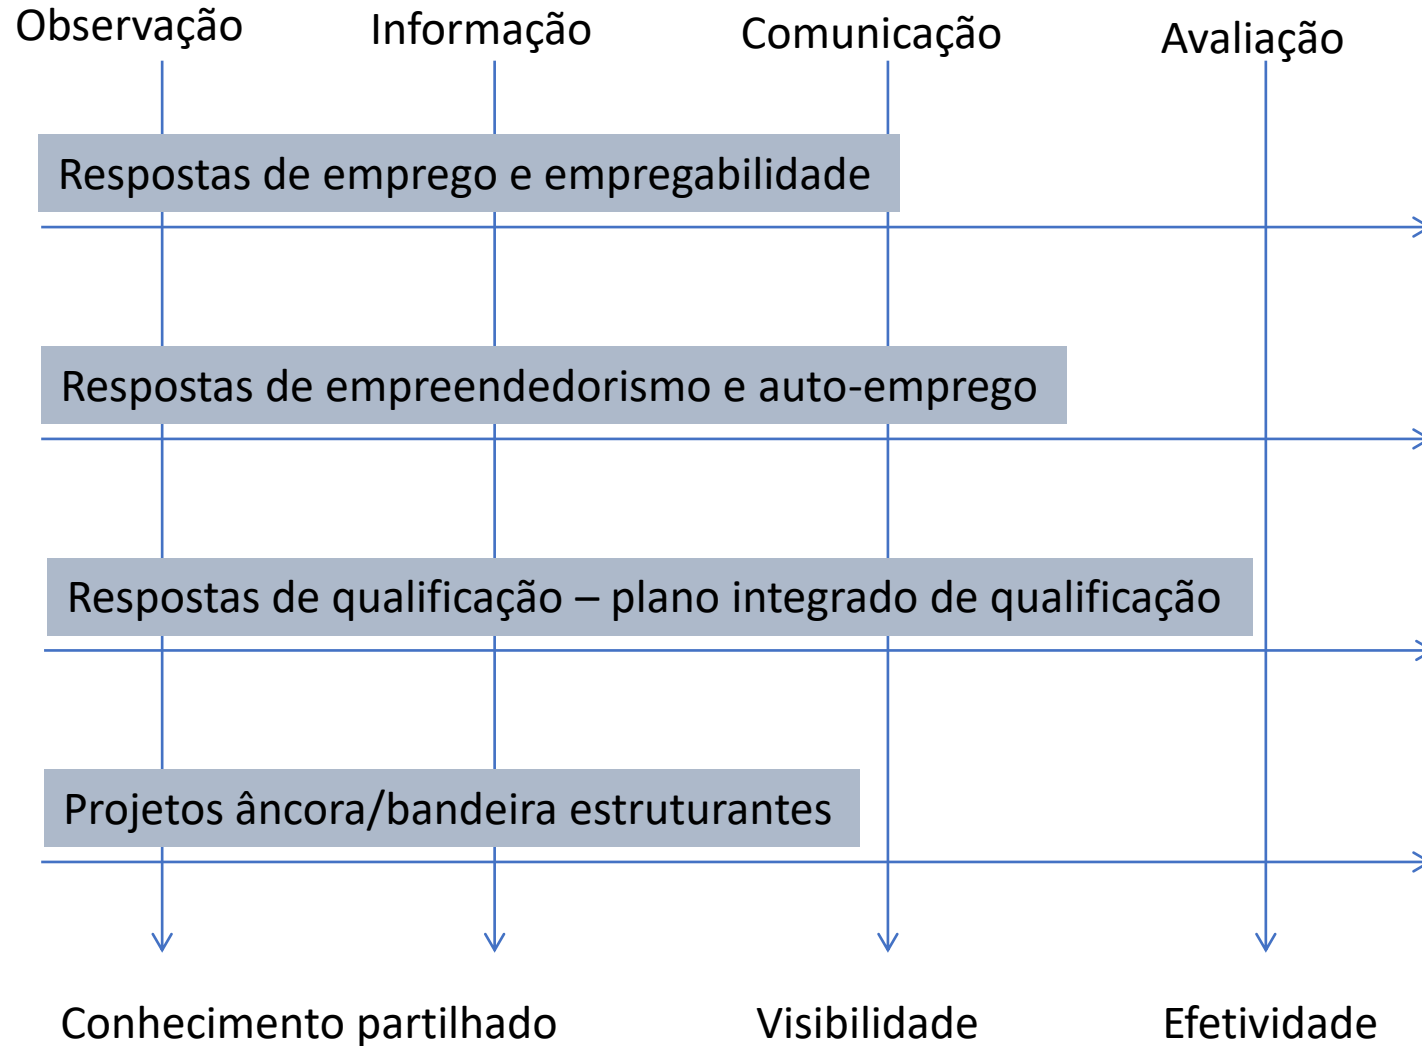 Observação
Informação
Comunicação
Avaliação
Respostas de emprego e empregabilidade
Respostas de empreendedorismo e auto-emprego
Respostas de qualificação – plano integrado de qualificação
Projetos âncora/bandeira estruturantes
Conhecimento partilhado
Visibilidade
Efetividade